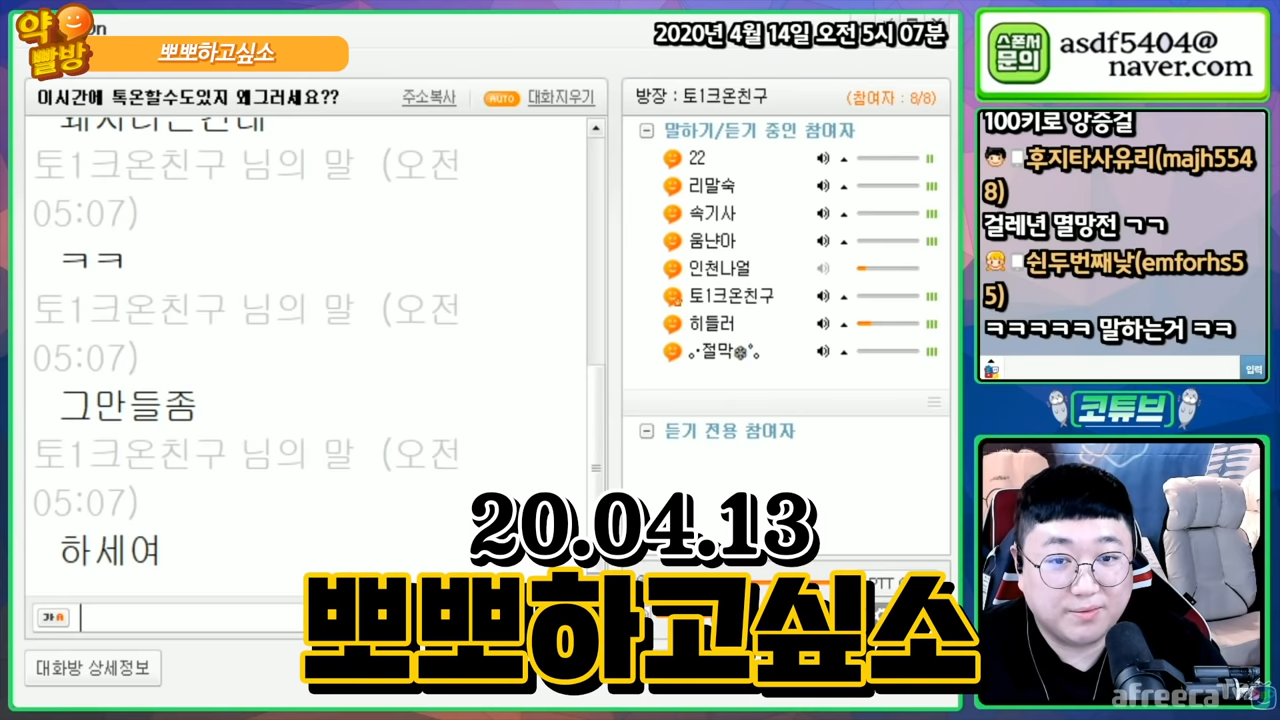 약빨방
on
뽀뽀하고싶소
2020년 4월 14일 오전 5시 07분
이시간에 톡온할수도있지 왜그러세요??
주소복사
AUTO 대화지우기
토1크온친구 님의 말 (오전
05:07)
ㅋㅋ
토1크온친구 님의 말 (오전
05:07)
그만들좀
토1크온친구 님의 말 (오전
05:07)
하세여
가A
대화방 상세정보
방장 : 토1크온친구
(참여자 : 8/8)
말하기/듣기 중인 참여자
22
리말숙
속기사
움냔아
인천나얼
토1크온친구
히들러
절막
듣기 전용 참여자
PTT
20.04.13
뽀뽀하고싶소
스폰서
문의
asdf5404@
naver.com
100키로 앙증걸
후지타사유리(majh554
8)
걸레년 멸망전 ㄱㄱ
쉰두번째낮(emforhs5
5)
ㅋㅋㅋㅋㅋ 말하는거 ㅋㅋ
입력
코튜브
afreecaTV